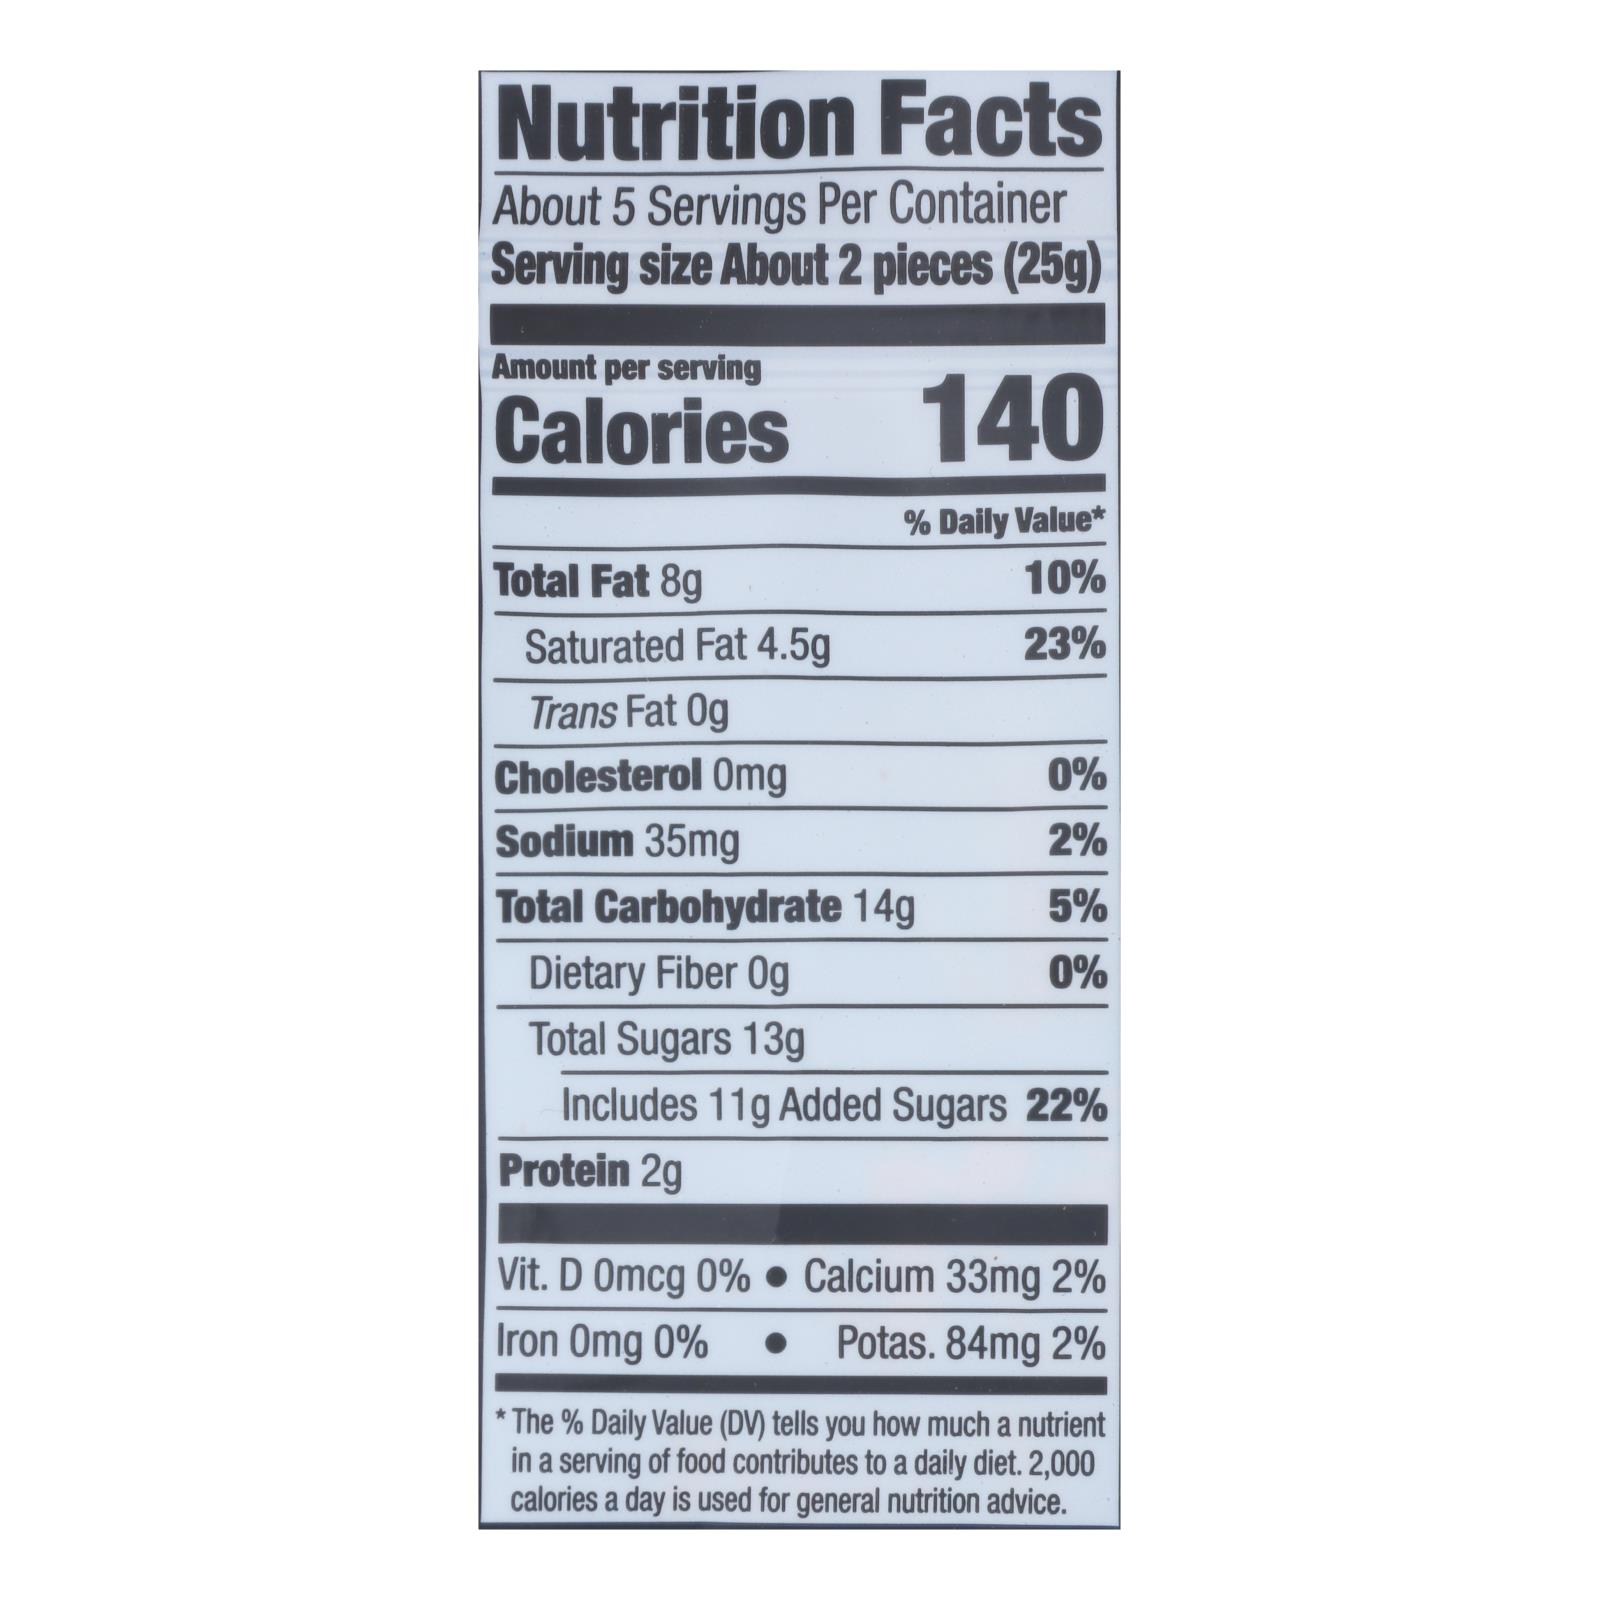 Nutrition Facts
About 5 Servings Per Container
Serving size About 2 pieces (25g)
Amount per serving
Calories 140
% Daily Value*
Total Fat 8g 10%
Saturated Fat 4.5g 23%
Trans Fat 0g
Cholesterol 0mg 0%
Sodium 35mg 2%
Total Carbohydrate 14g 5%
Dietary Fiber 0g 0%
Total Sugars 13g
Includes 11g Added Sugars 22%
Protein 2g
Vit. D 0mcg 0% • Calcium 33mg 2%
Iron 0mg 0% • Potas. 84mg 2%
* The % Daily Value (DV) tells you how much a nutrient
in a serving of food contributes to a daily diet. 2,000
calories a day is used for general nutrition advice.